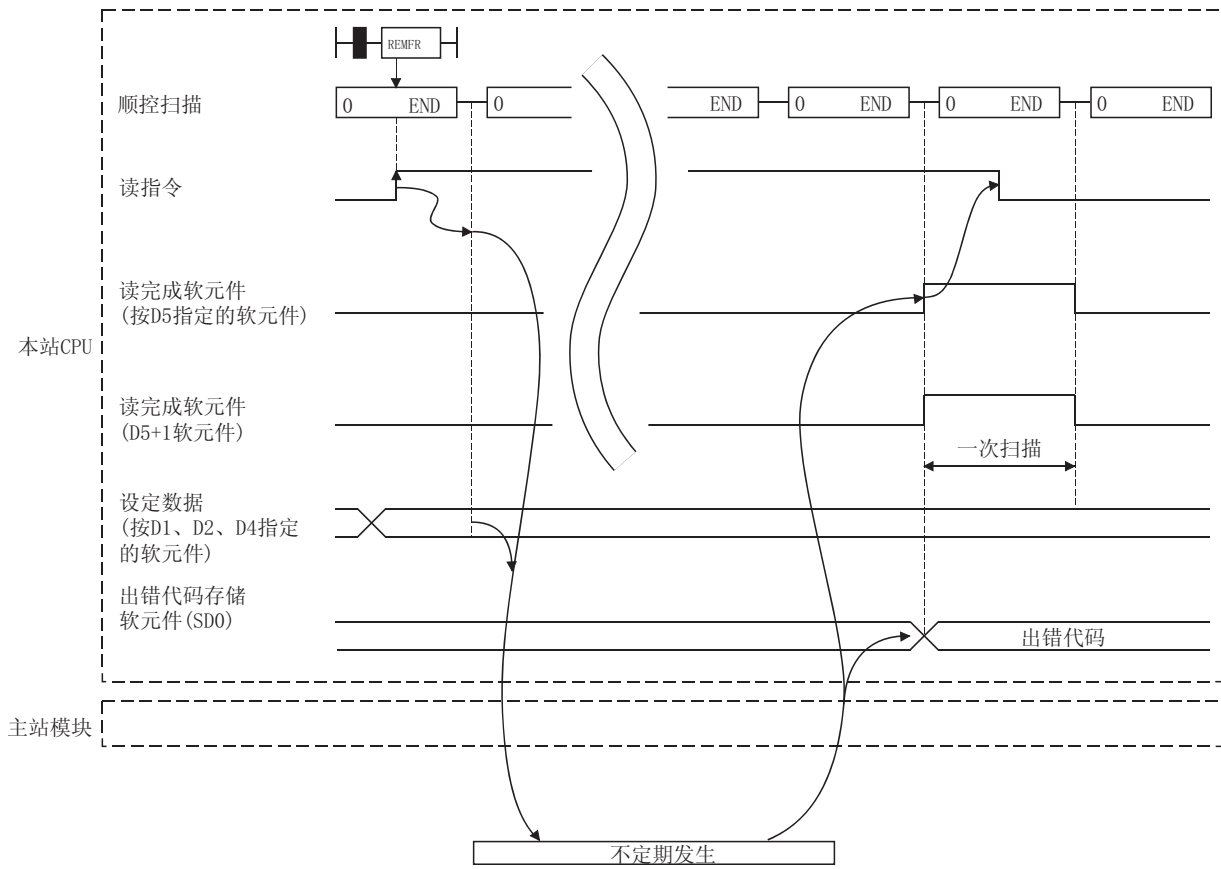 REMFR
顺控扫描
0 END 0 END 0 END 0 END 0 END
读指令
读完成软元件
(按D5指定的软元件)
本站CPU
读完成软元件
(D5+1软元件)
一次扫描
设定数据
(按D1、D2、D4指定
的软元件)
出错代码存储
软元件(SD0)
出错代码
主站模块
不定期发生